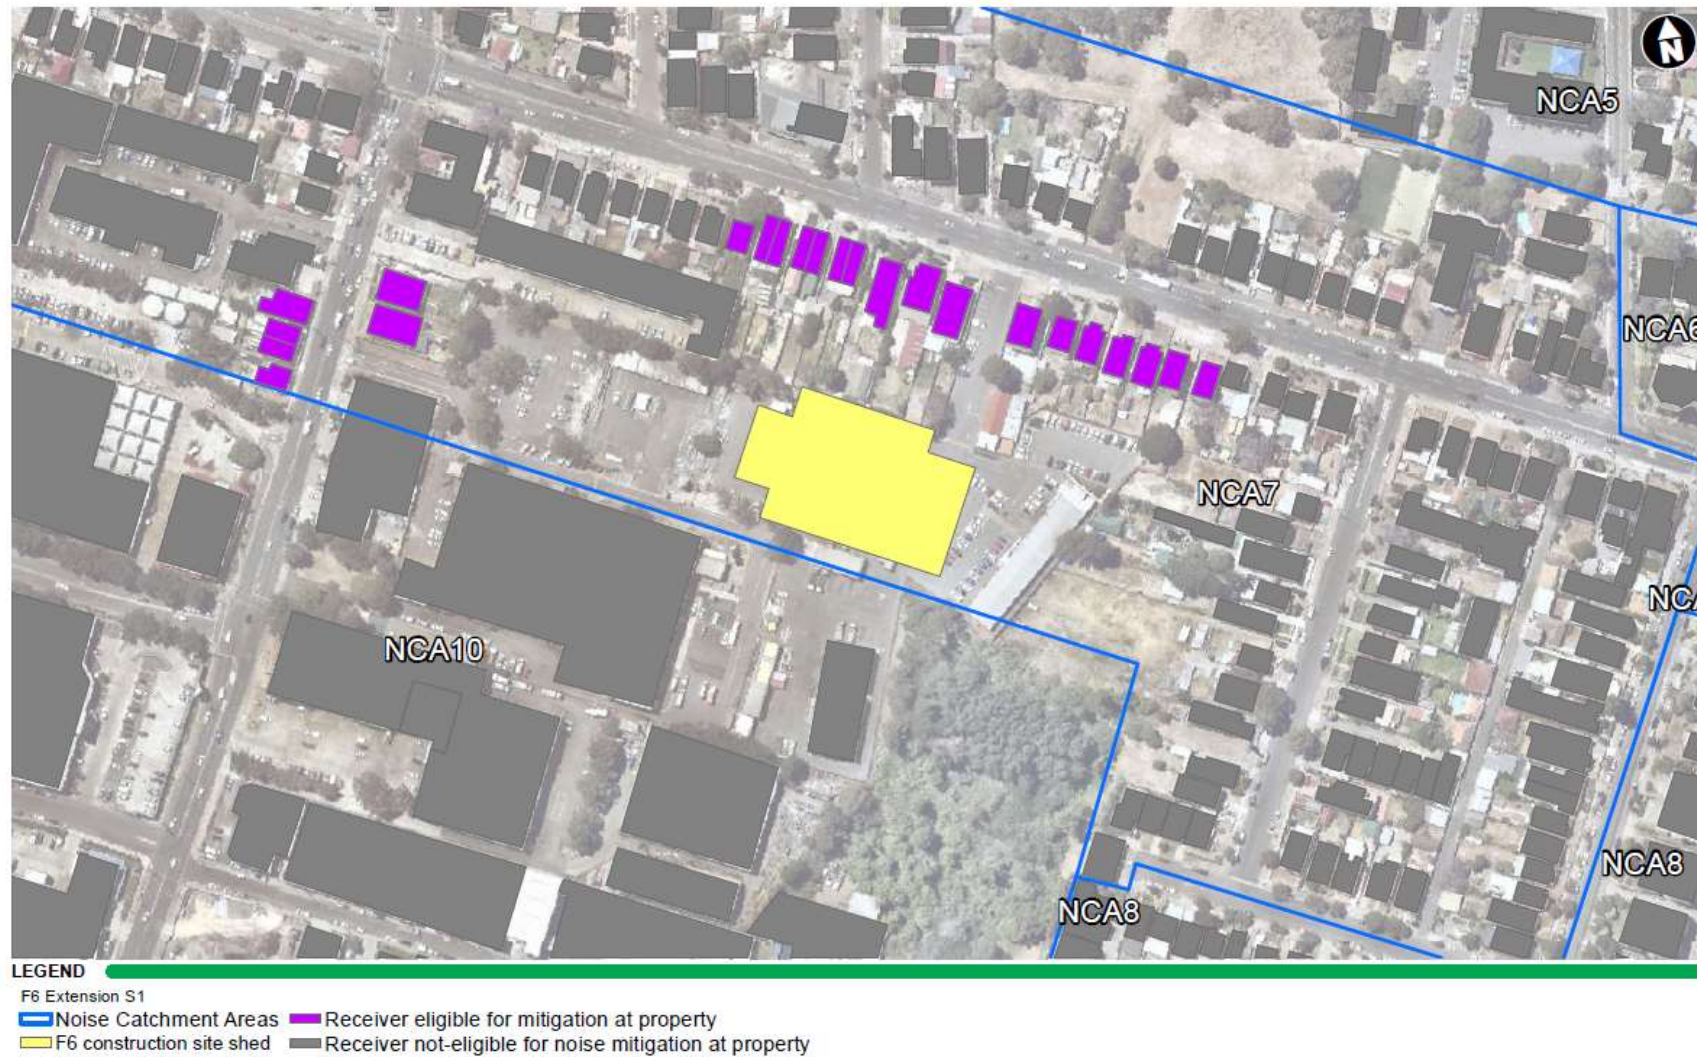 N
NCA5
NCA6
NCA7
NCA
NCA10
NCA8
NCA8
LEGEND
F6 Extension S1
Noise Catchment Areas Receiver eligible for mitigation at property
F6 construction site shed Receiver not-eligible for noise mitigation at property